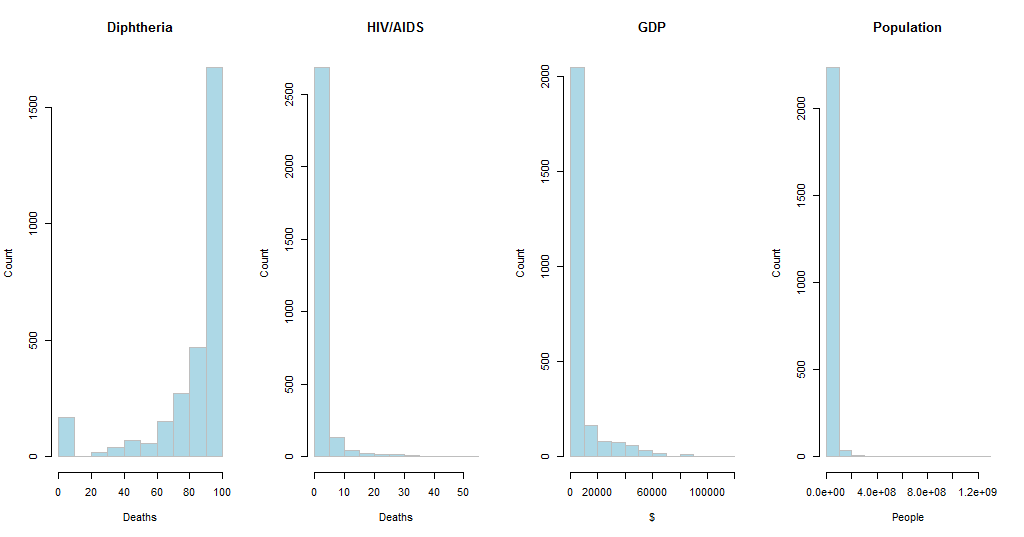 Diphtheria
Count
0
500
1000
1500
0 20 40 60 80 100
Deaths
HIV/AIDS
Count
0
500
1000
1500
2000
2500
0 10 20 30 40 50
Deaths
GDP
Count
0
500
1000
1500
2000
0 20000 60000 100000
$
Population
Count
0
500
1000
1500
2000
0.0e+00 4.0e+08 8.0e+08 1.2e+09
People